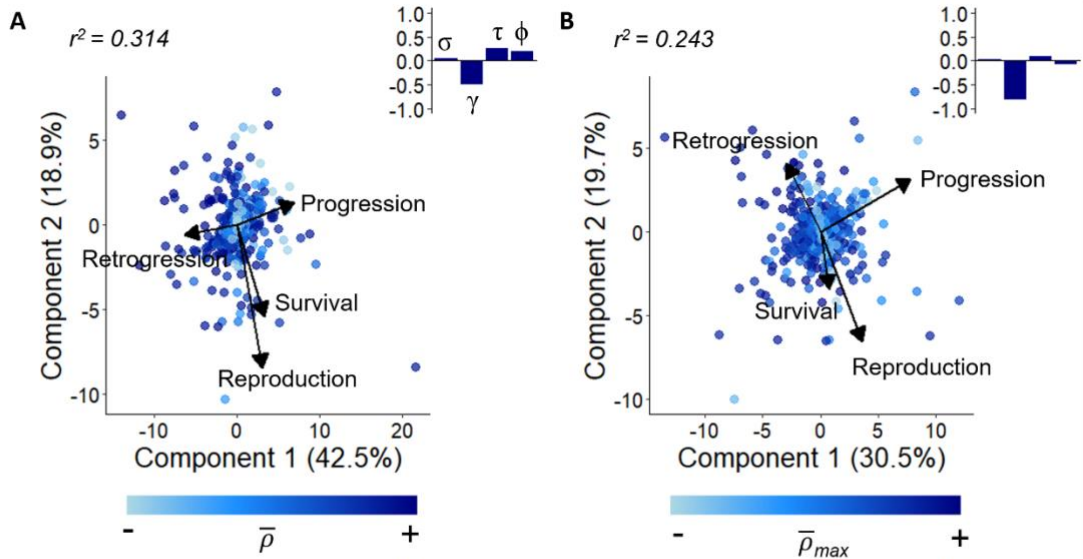 A
r² = 0.314
1.0
0.5
0.0
-0.5
-1.0
σ
τ
ϕ
γ
Component 2 (18.9%)
5
0
-5
-10
Progression
Retrogression
Survival
Reproduction
-10
0
10
20
Component 1 (42.5%)
-
ρ̅
+
B
r² = 0.243
1.0
0.5
0.0
-0.5
-1.0
Component 2 (19.7%)
5
0
-5
-10
Retrogression
Progression
Survival
Reproduction
-10
-5
0
5
10
Component 1 (30.5%)
-
ρ̅max
+